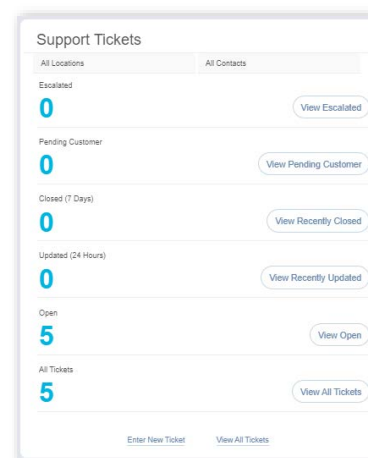 Support Tickets
All Locations All Contacts
Escalated
0 View Escalated
Pending Customer
0 View Pending Customer
Closed (7 Days)
0 View Recently Closed
Updated (24 Hours)
0 View Recently Updated
Open
5 View Open
All Tickets
5 View All Tickets
Enter New Ticket View All Tickets